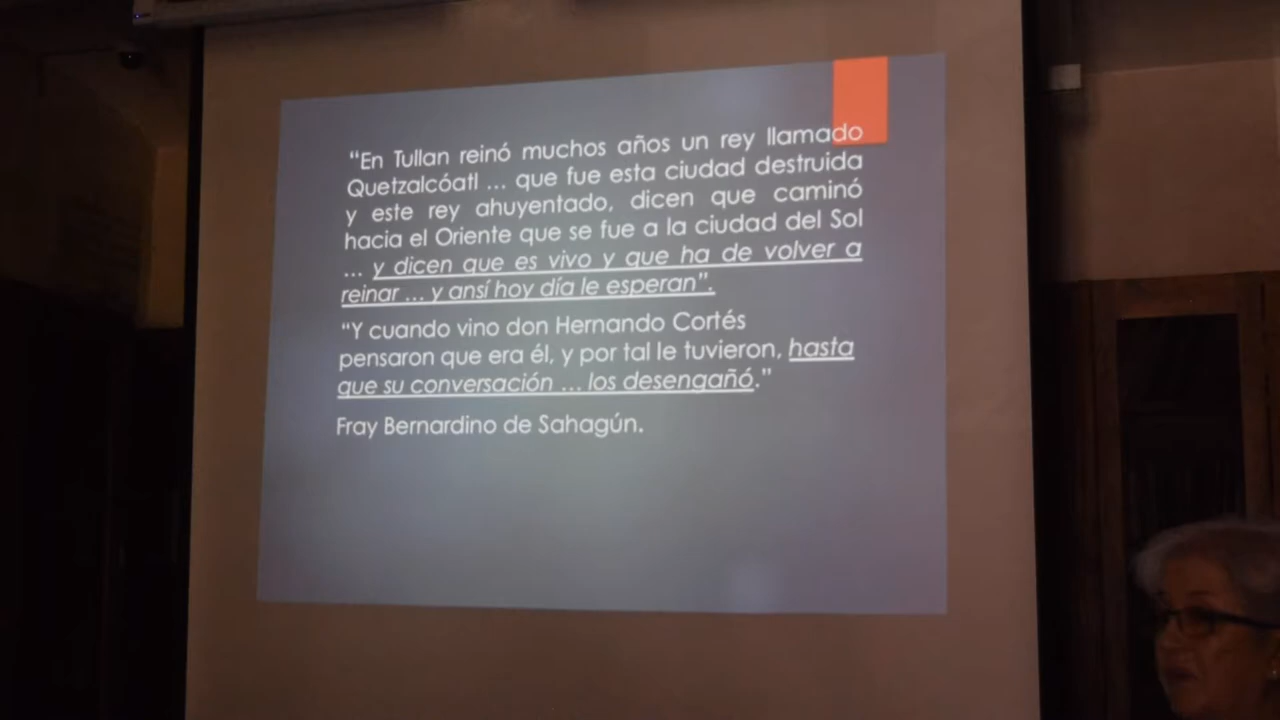 “En Tullan reinó muchos años un rey llamado
Quetzalcóatl ... que fue esta ciudad destruida
y este rey ahuyentado, dicen que caminó
hacia el Oriente que se fue a la ciudad del Sol
... y dicen que es vivo y que ha de volver a
reinar ... y ansí hoy día le esperan”.
“Y cuando vino don Hernando Cortés
pensaron que era él, y por tal le tuvieron, hasta
que su conversación ... los desengañó.”
Fray Bernardino de Sahagún.